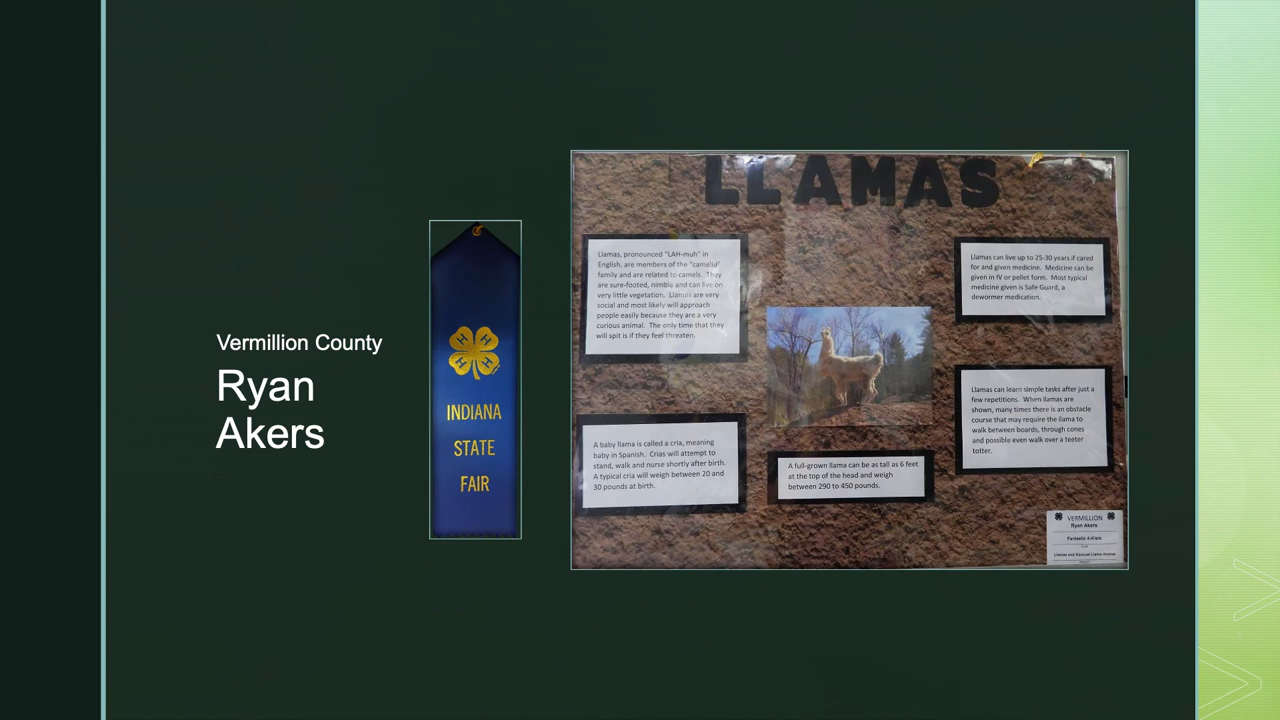 Vermillion County
Ryan
Akers
H H
H H
INDIANA
STATE
FAIR
LLAMAS
Llamas, pronounced "LAH-muh" in
English, are members of the "camelid"
family and are related to camels. They
are sure-footed, nimble and can live on
very little vegetation. Llamas are very
social and most likely will approach
people easily because they are a very
curious animal. The only time that they
will spit is if they feel threaten.
A baby llama is called a cria, meaning
baby in Spanish. Crias will attempt to
stand, walk and nurse shortly after birth.
A typical cria will weigh between 20 and
30 pounds at birth.
A full-grown llama can be as tall as 6 feet
at the top of the head and weigh
between 290 to 450 pounds.
Llamas can live up to 25-30 years if cared
for and given medicine. Medicine can be
given in IV or pellet form. Most typical
medicine given is Safe Guard, a
dewormer medication.
Llamas can learn simple tasks after just a
few repetitions. When llamas are
shown, many times there is an obstacle
course that may require the llama to
walk between boards, through cones
and possible even walk over a teeter
totter.
VERMILLION
Ryan Akers
Fantastic 4-H'ers
Llamas and Alpacas Llama Animal